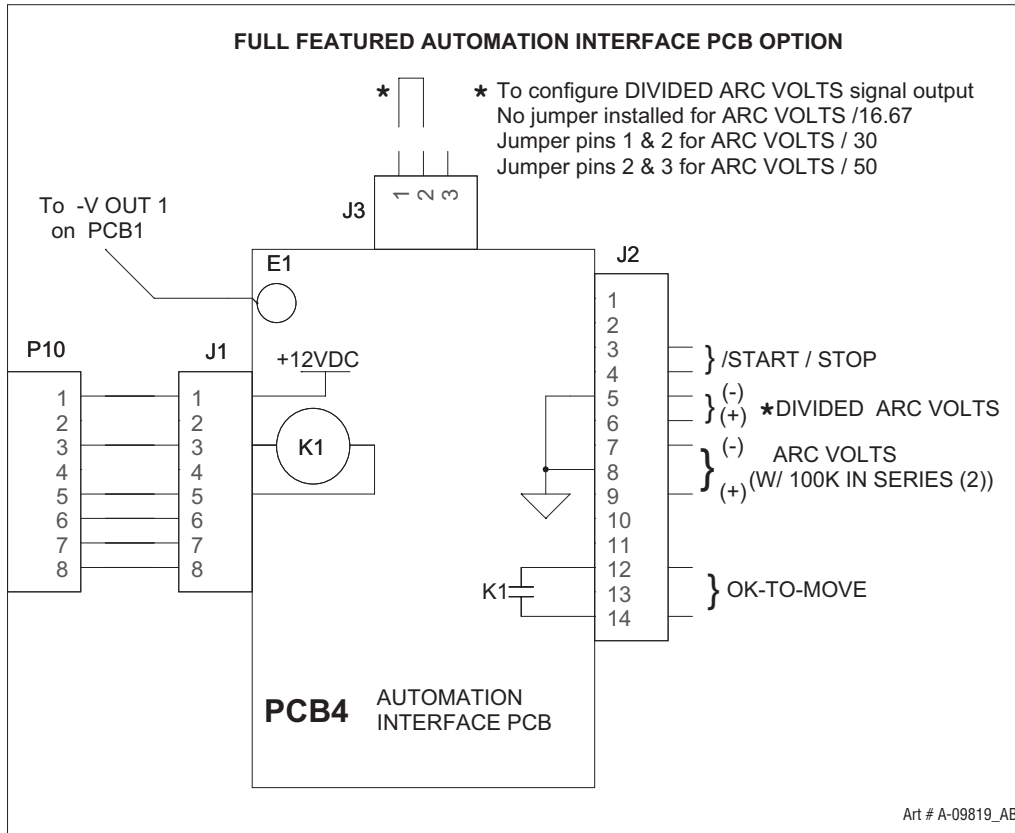 FULL FEATURED AUTOMATION INTERFACE PCB OPTION
* * To configure DIVIDED ARC VOLTS signal output
No jumper installed for ARC VOLTS /16.67
Jumper pins 1 & 2 for ARC VOLTS / 30
Jumper pins 2 & 3 for ARC VOLTS / 50
J3
1
2
3
To -V OUT 1
on PCB1
E1
P10
1
2
3
4
5
6
7
8
J1
1
2
3
4
5
6
7
8
+12VDC
K1
K1
J2
1
2
3
4
5
6
7
8
9
10
11
12
13
14
} /START / STOP
} (-)
(+) *DIVIDED ARC VOLTS
} (-) ARC VOLTS
(+) (W/ 100K IN SERIES (2))
} OK-TO-MOVE
PCB4 AUTOMATION
INTERFACE PCB
Art # A-09819_AB